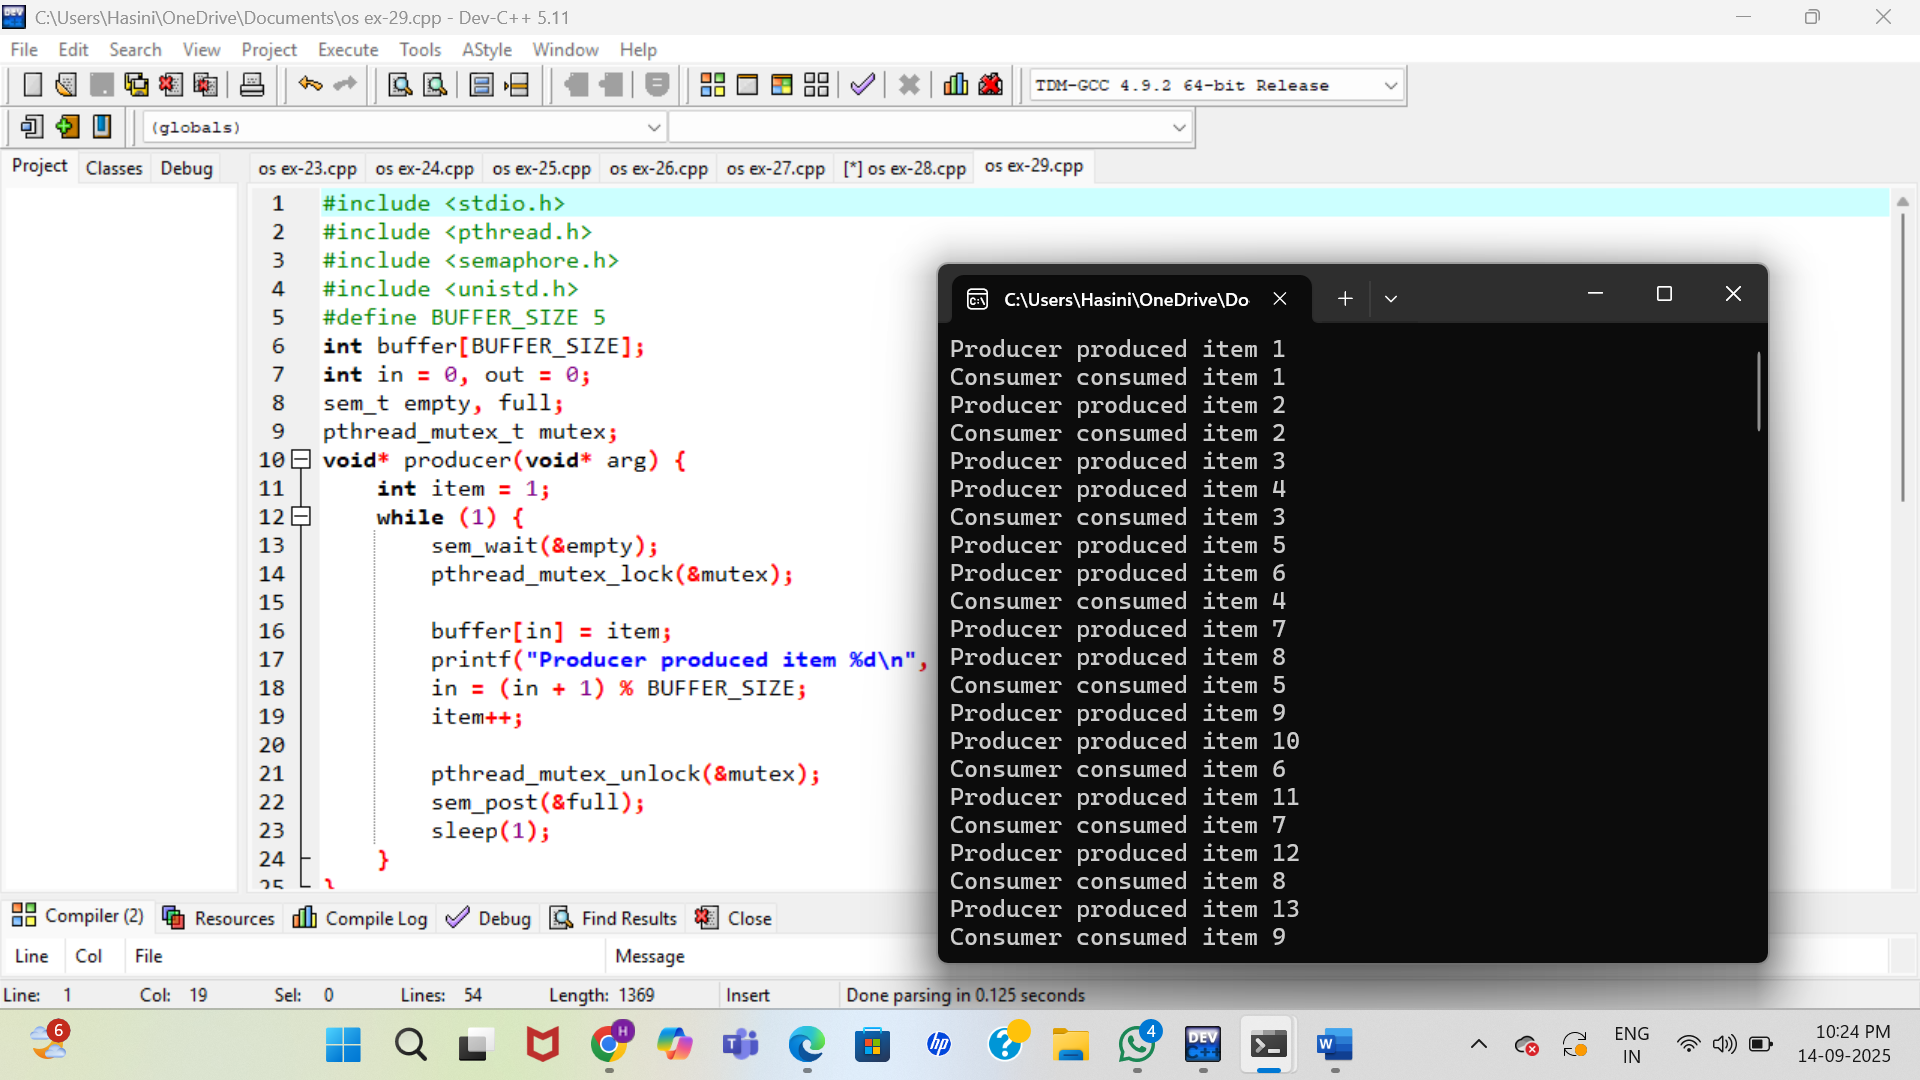 C:\Users\Hasini\OneDrive\Documents\os ex-29.cpp - Dev-C++ 5.11
File Edit Search View Project Execute Tools AStyle Window Help
TDM-GCC 4.9.2 64-bit Release
(globals)
Project Classes Debug
os ex-23.cpp os ex-24.cpp os ex-25.cpp os ex-26.cpp os ex-27.cpp [*] os ex-28.cpp os ex-29.cpp
1 #include <stdio.h>
2 #include <pthread.h>
3 #include <semaphore.h>
4 #include <unistd.h>
5 #define BUFFER_SIZE 5
6 int buffer[BUFFER_SIZE];
7 int in = 0, out = 0;
8 sem_t empty, full;
9 pthread_mutex_t mutex;
10 void* producer(void* arg) {
11 int item = 1;
12 while (1) {
13 sem_wait(&empty);
14 pthread_mutex_lock(&mutex);
15
16 buffer[in] = item;
17 printf("Producer produced item %d\n",
18 in = (in + 1) % BUFFER_SIZE;
19 item++;
20
21 pthread_mutex_unlock(&mutex);
22 sem_post(&full);
23 sleep(1);
24 }
25 }
C:\Users\Hasini\OneDrive\Do
Producer produced item 1
Consumer consumed item 1
Producer produced item 2
Consumer consumed item 2
Producer produced item 3
Producer produced item 4
Consumer consumed item 3
Producer produced item 5
Producer produced item 6
Consumer consumed item 4
Producer produced item 7
Producer produced item 8
Consumer consumed item 5
Producer produced item 9
Producer produced item 10
Consumer consumed item 6
Producer produced item 11
Consumer consumed item 7
Producer produced item 12
Consumer consumed item 8
Producer produced item 13
Consumer consumed item 9
Compiler (2) Resources Compile Log Debug Find Results Close
Line Col File Message
Line: 1 Col: 19 Sel: 0 Lines: 54 Length: 1369 Insert Done parsing in 0.125 seconds
6
H
hp
4
DEV C++
W
ENG
IN
10:24 PM
14-09-2025